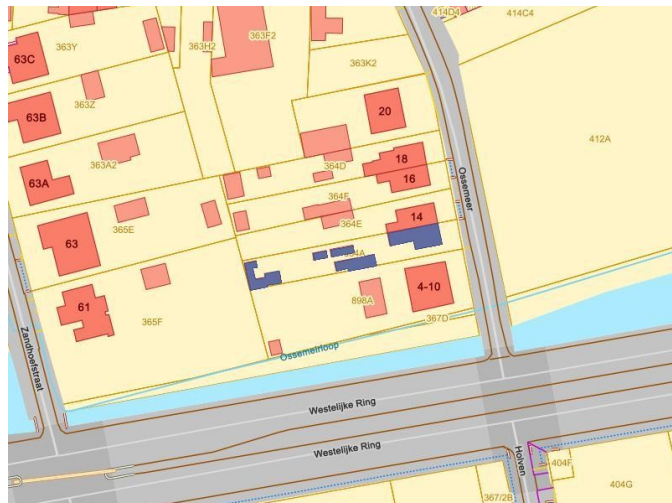 414D4
414C4
363Y
363H2
363F2
63C
363K2
363Z
20
63B
412A
363A2
18
364D
63A
16
Ossemeer
364F
365E
364E
14
63
4-10
61
898A
365F
367D
Zandhoefstraat
Ossemeirloop
Westelijke Ring
Westelijke Ring
Holven
404F
404G
367/2B